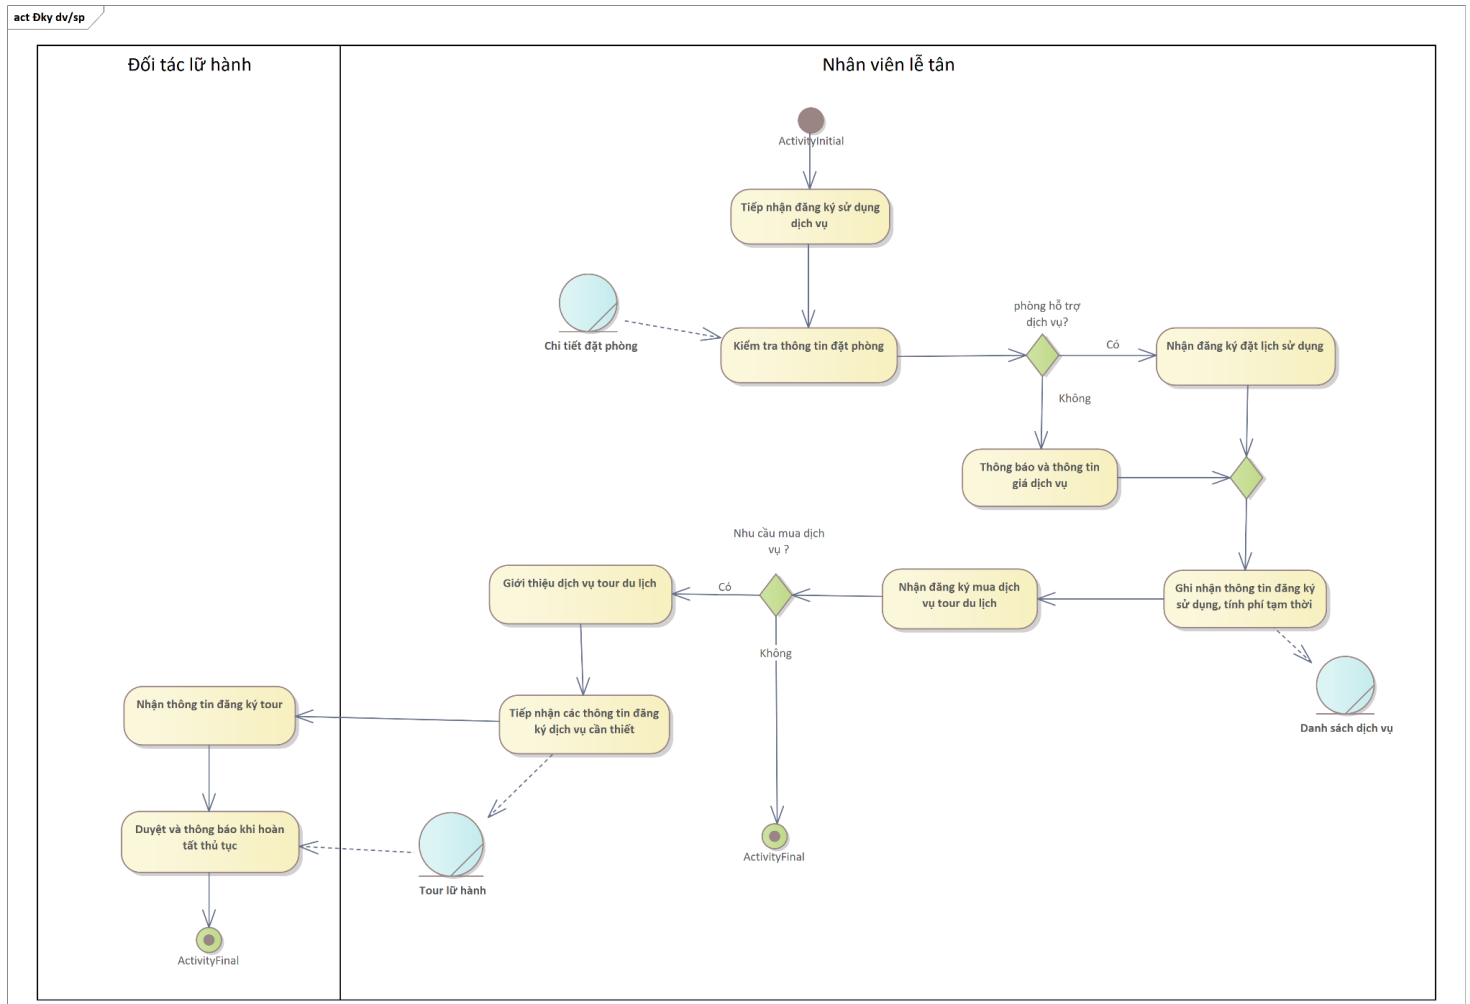 act Đky dv/sp
Đối tác lữ hành
Nhân viên lễ tân
ActivityInitial
Tiếp nhận đăng ký sử dụng
dịch vụ
Chi tiết đặt phòng
Kiểm tra thông tin đặt phòng
phòng hỗ trợ
dịch vụ?
Có
Nhận đăng ký đặt lịch sử dụng
Không
Thông báo và thông tin
giá dịch vụ
Nhu cầu mua dịch
vụ ?
Giới thiệu dịch vụ tour du lịch
Có
Nhận đăng ký mua dịch
vụ tour du lịch
Ghi nhận thông tin đăng ký
sử dụng, tính phí tạm thời
Không
Danh sách dịch vụ
Nhận thông tin đăng ký tour
Tiếp nhận các thông tin đăng
ký dịch vụ cần thiết
Duyệt và thông báo khi hoàn
tất thủ tục
Tour lữ hành
ActivityFinal
ActivityFinal